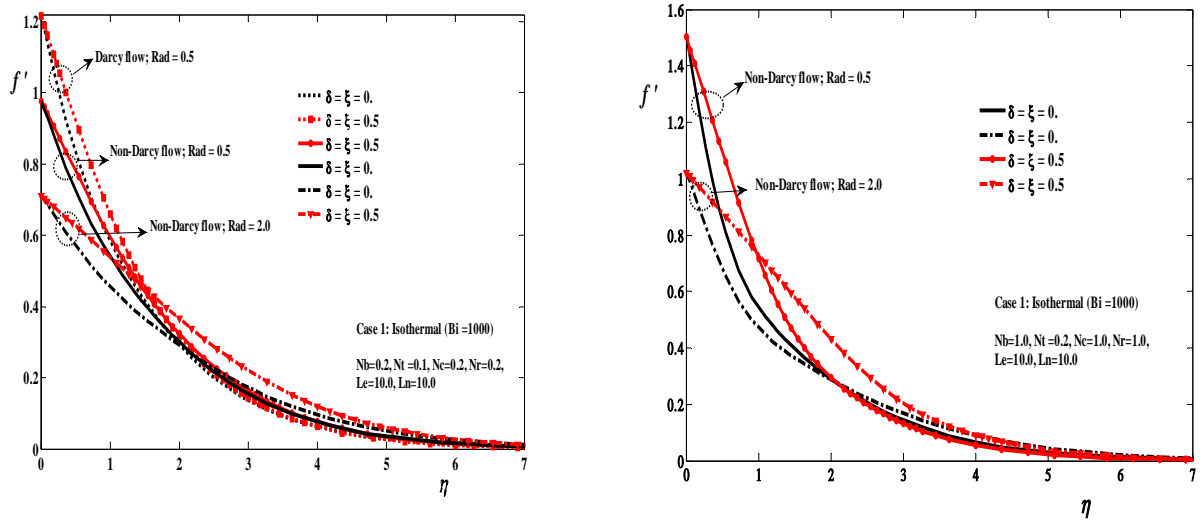 1.2
1
0.8
0.6
0.4
0.2
0
f '
Darcy flow; Rad = 0.5
Non-Darcy flow; Rad = 0.5
Non-Darcy flow; Rad = 2.0
δ = ξ = 0.
δ = ξ = 0.5
δ = ξ = 0.5
δ = ξ = 0.
δ = ξ = 0.
δ = ξ = 0.5
Case 1: Isothermal (Bi =1000)
Nb=0.2, Nt =0.1, Nc=0.2, Nr=0.2,
Le=10.0, Ln=10.0
0 1 2 3 4 5 6 7
η
1.6
1.4
1.2
1
0.8
0.6
0.4
0.2
0
f '
Non-Darcy flow; Rad = 0.5
Non-Darcy flow; Rad = 2.0
δ = ξ = 0.
δ = ξ = 0.
δ = ξ = 0.5
δ = ξ = 0.5
Case 1: Isothermal (Bi =1000)
Nb=1.0, Nt =0.2, Nc=1.0, Nr=1.0,
Le=10.0, Ln=10.0
0 1 2 3 4 5 6 7
η